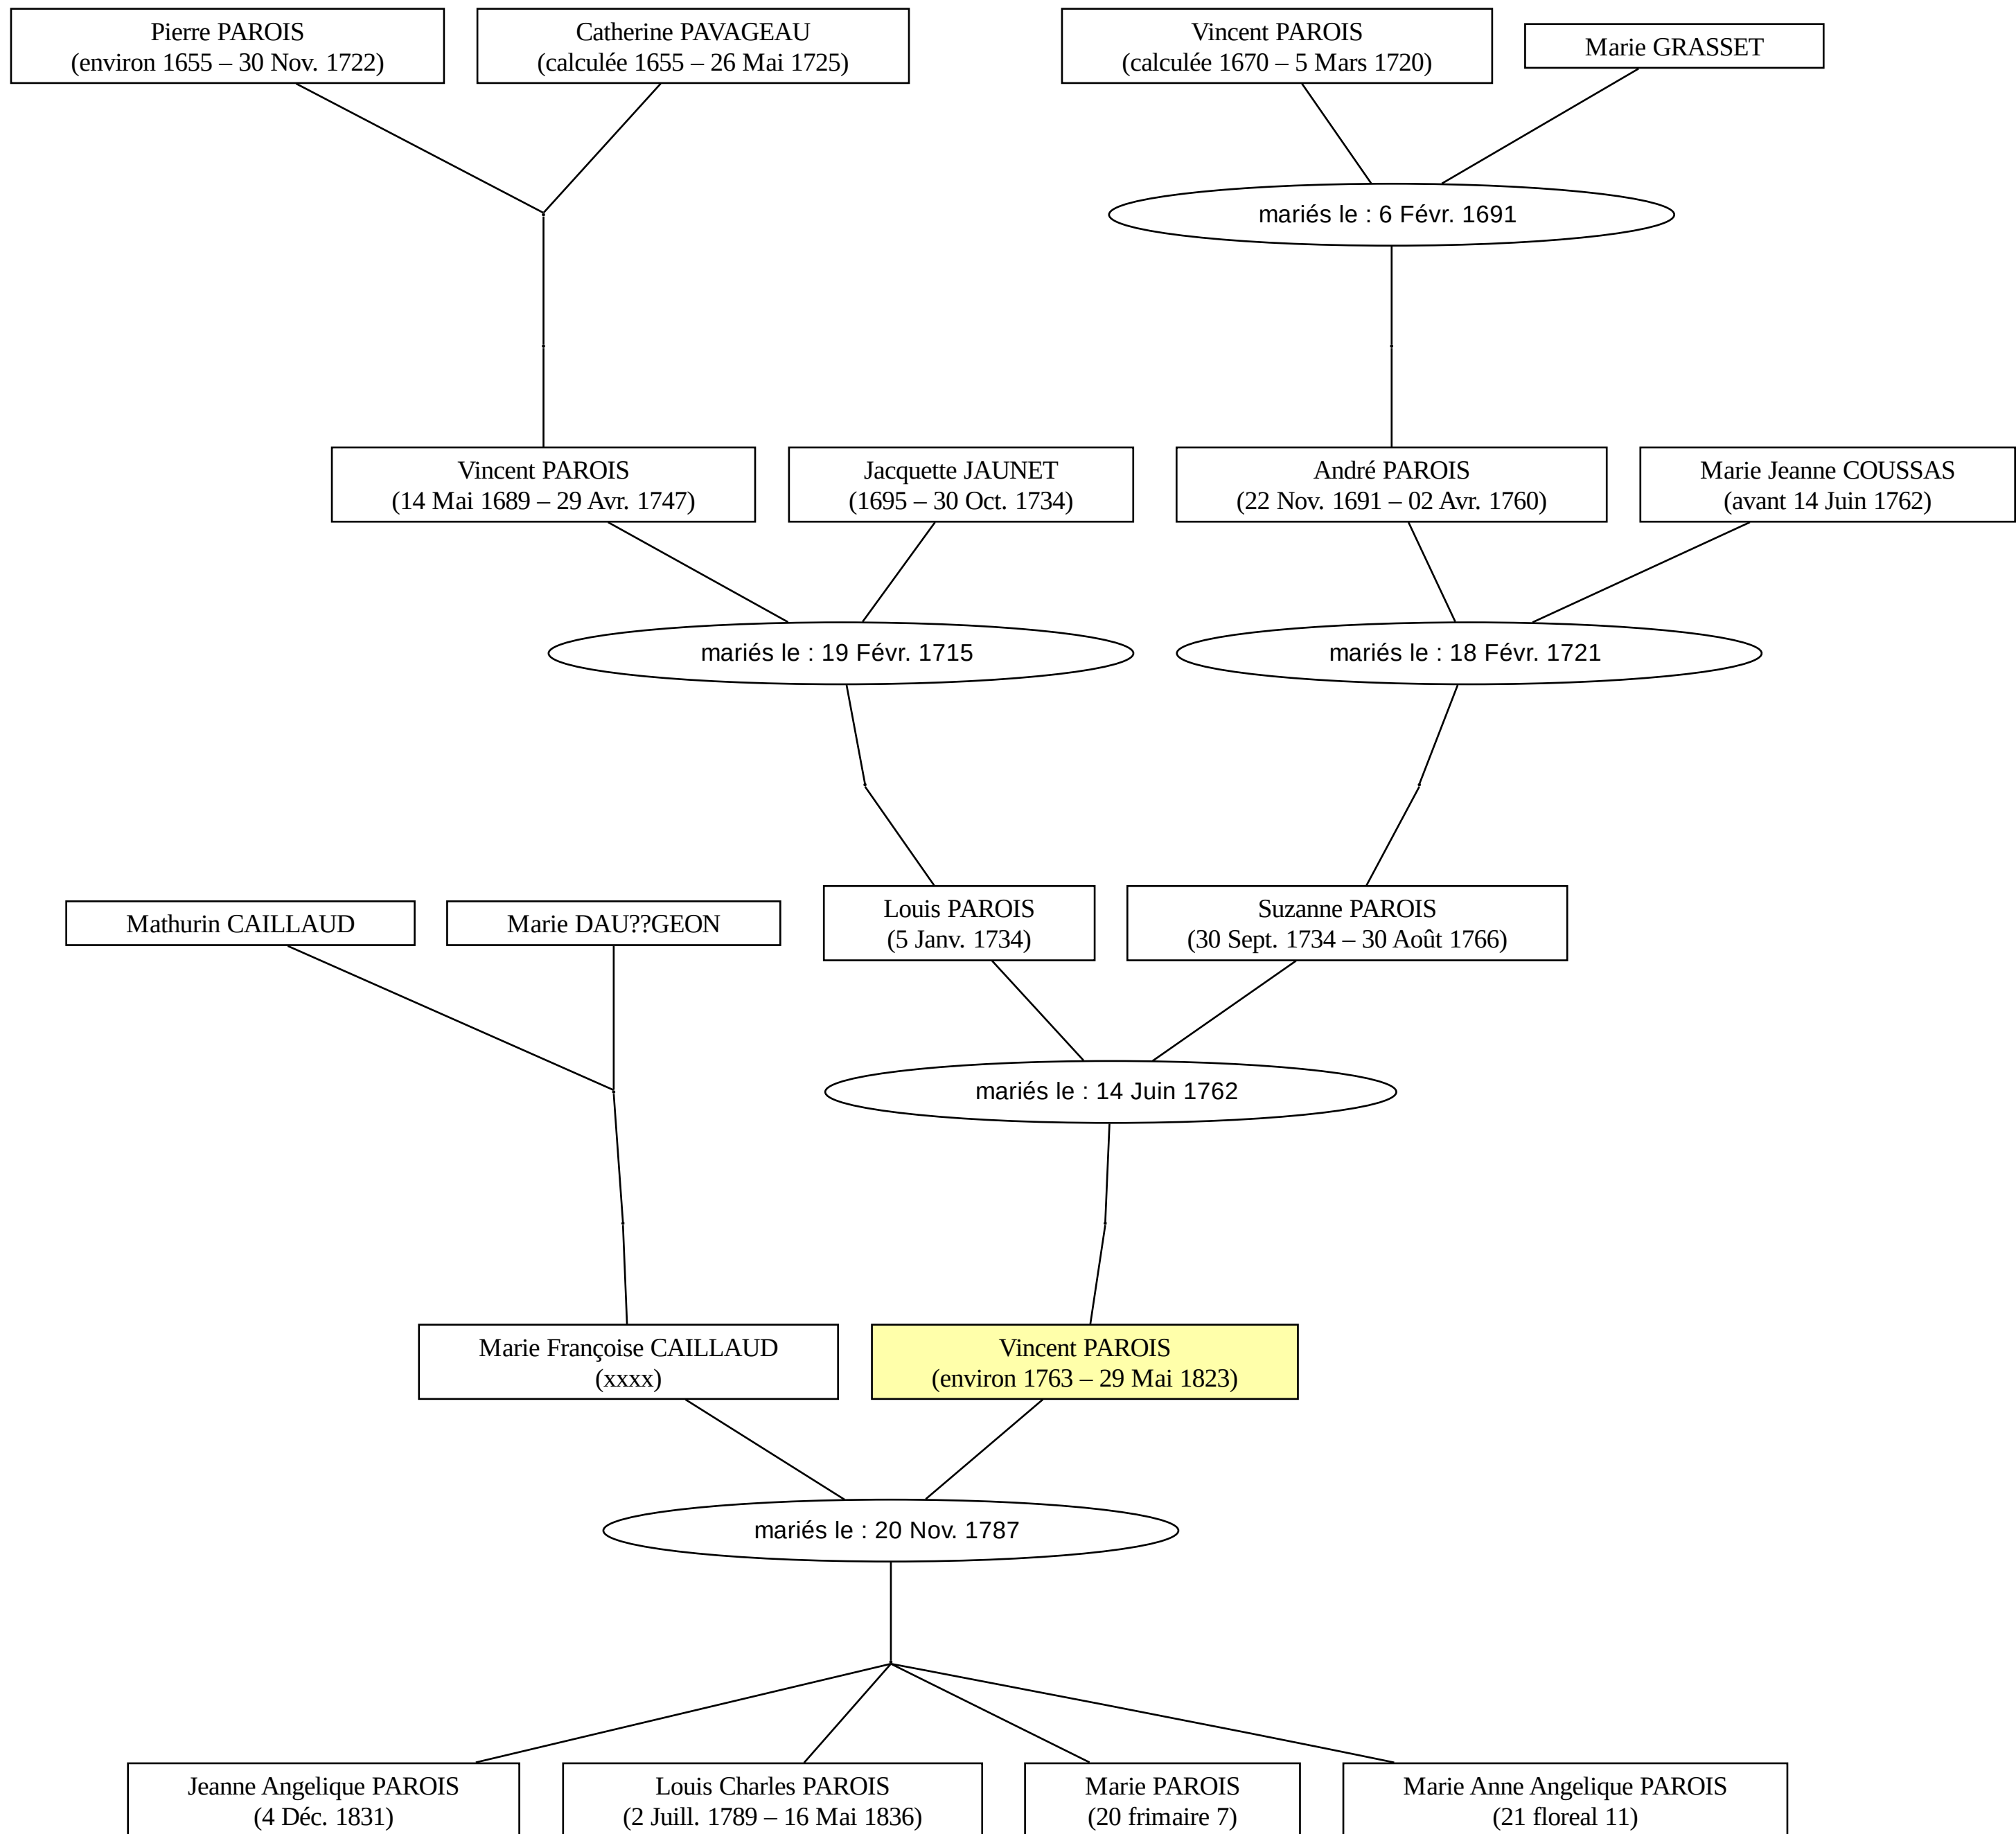 Pierre PAROIS
(environ 1655 – 30 Nov. 1722)
Catherine PAVAGEAU
(calculée 1655 – 26 Mai 1725)
Vincent PAROIS
(calculée 1670 – 5 Mars 1720)
Marie GRASSET
mariés le : 6 Févr. 1691
Vincent PAROIS
(14 Mai 1689 – 29 Avr. 1747)
Jacquette JAUNET
(1695 – 30 Oct. 1734)
André PAROIS
(22 Nov. 1691 – 02 Avr. 1760)
Marie Jeanne COUSSAS
(avant 14 Juin 1762)
mariés le : 19 Févr. 1715
mariés le : 18 Févr. 1721
Mathurin CAILLAUD
Marie DAU??GEON
Louis PAROIS
(5 Janv. 1734)
Suzanne PAROIS
(30 Sept. 1734 – 30 Août 1766)
mariés le : 14 Juin 1762
Marie Françoise CAILLAUD
(xxxx)
Vincent PAROIS
(environ 1763 – 29 Mai 1823)
mariés le : 20 Nov. 1787
Jeanne Angelique PAROIS
(4 Déc. 1831)
Louis Charles PAROIS
(2 Juill. 1789 – 16 Mai 1836)
Marie PAROIS
(20 frimaire 7)
Marie Anne Angelique PAROIS
(21 floreal 11)